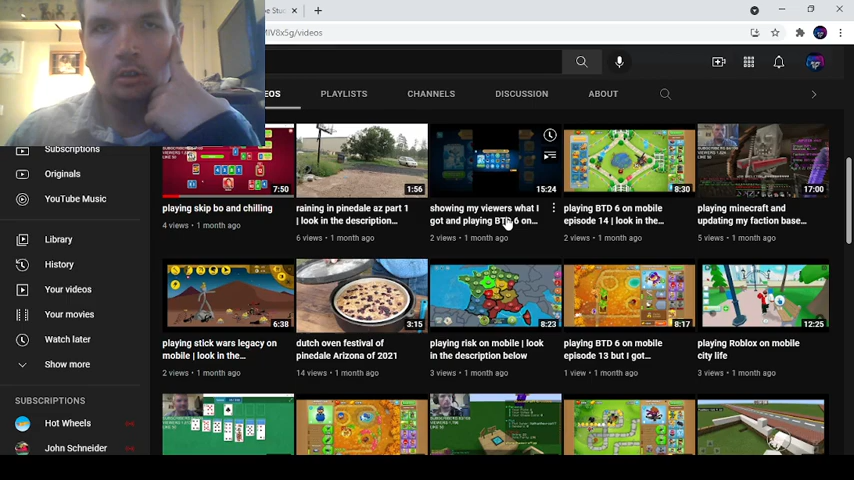 be Stu
MIV8x5g/videos
EOS
PLAYLISTS
CHANNELS
DISCUSSION
ABOUT
Subscriptions
Originals
YouTube Music
Library
History
Your videos
Your movies
Watch later
Show more
SUBSCRIPTIONS
Hot Wheels
John Schneider
7:50
playing skip bo and chilling
4 views • 1 month ago
1:56
raining in pinedale az part 1
| look in the description...
6 views • 1 month ago
15:24
showing my viewers what I
got and playing BTD 6 on...
2 views • 1 month ago
8:30
playing BTD 6 on mobile
episode 14 | look in the...
2 views • 1 month ago
17:00
playing minecraft and
updating my faction base...
5 views • 1 month ago
6:38
playing stick wars legacy on
mobile | look in the...
2 views • 1 month ago
3:15
dutch oven festival of
pinedale Arizona of 2021
14 views • 1 month ago
8:23
playing risk on mobile | look
in the description below
3 views • 1 month ago
8:17
playing BTD 6 on mobile
episode 13 but I got...
1 view • 1 month ago
12:25
playing Roblox on mobile
city life
3 views • 1 month ago